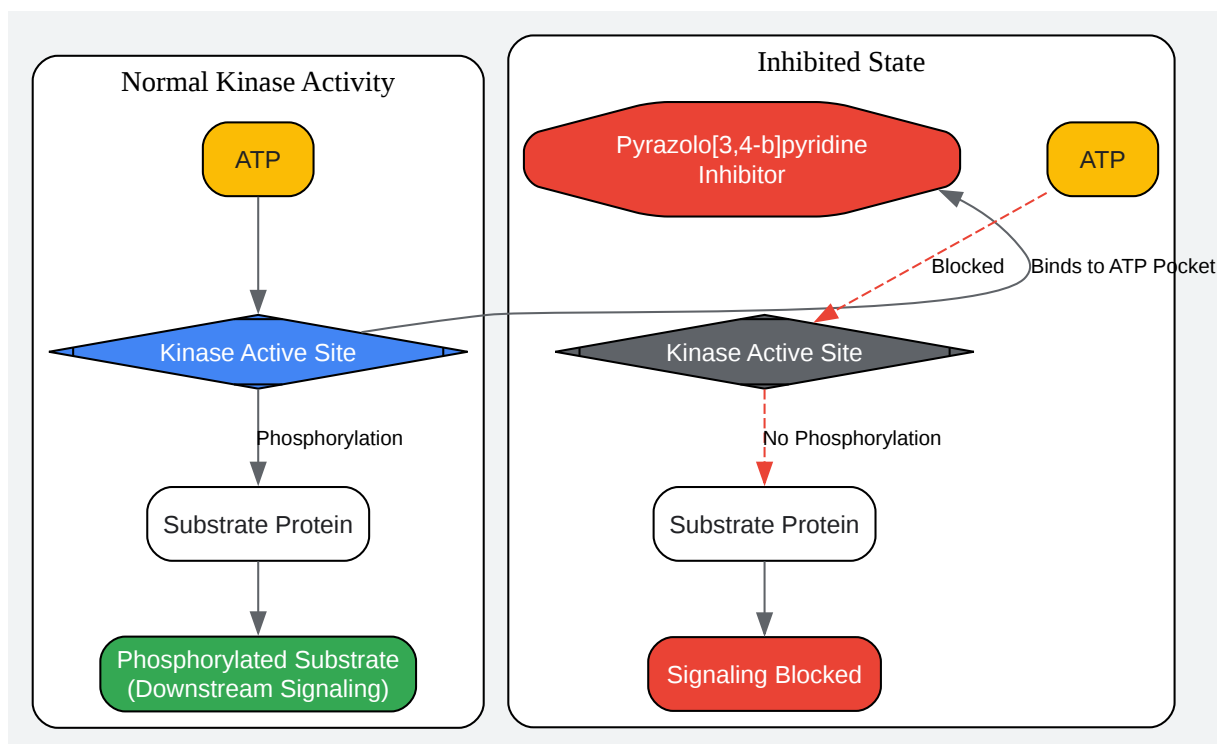 Normal Kinase Activity
ATP
Kinase Active Site
Phosphorylation
Substrate Protein
Phosphorylated Substrate
(Downstream Signaling)
Inhibited State
Pyrazolo[3,4-b]pyridine
Inhibitor
ATP
Blocked
Binds to ATP Pocket
Kinase Active Site
No Phosphorylation
Substrate Protein
Signaling Blocked